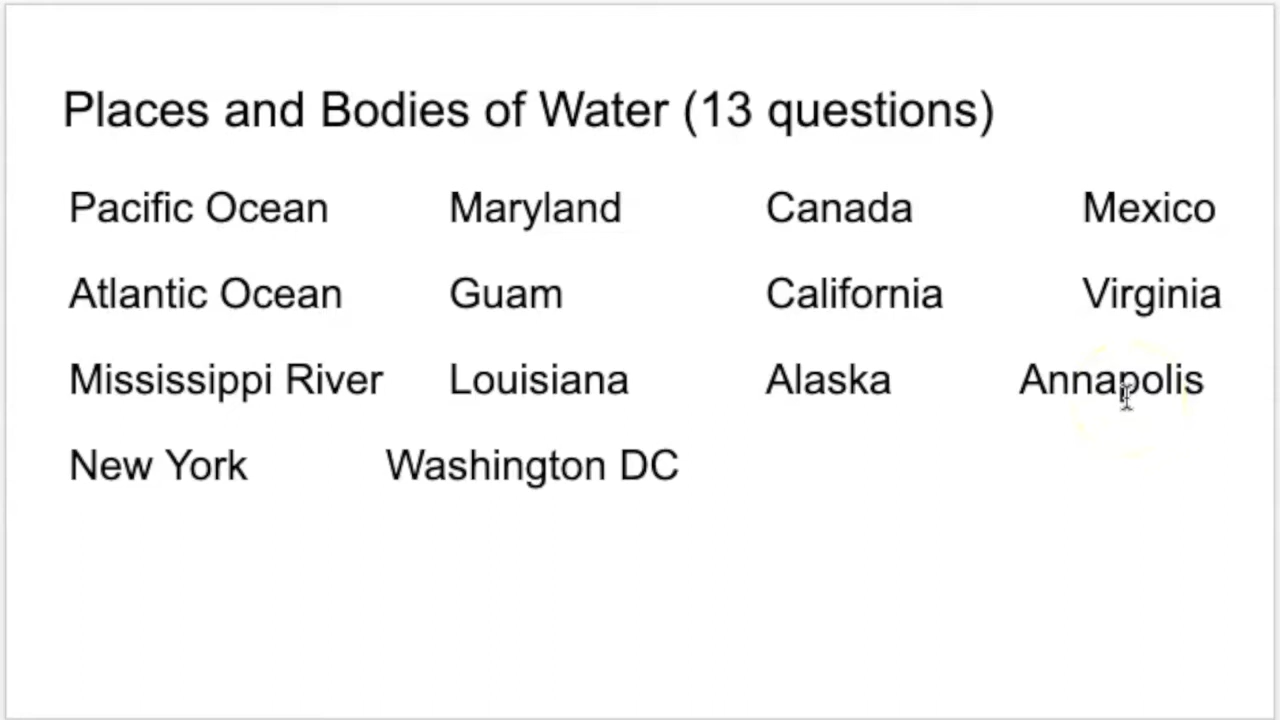 Places and Bodies of Water (13 questions)
Pacific Ocean Maryland Canada Mexico
Atlantic Ocean Guam California Virginia
Mississippi River Louisiana Alaska Annapolis
New York Washington DC